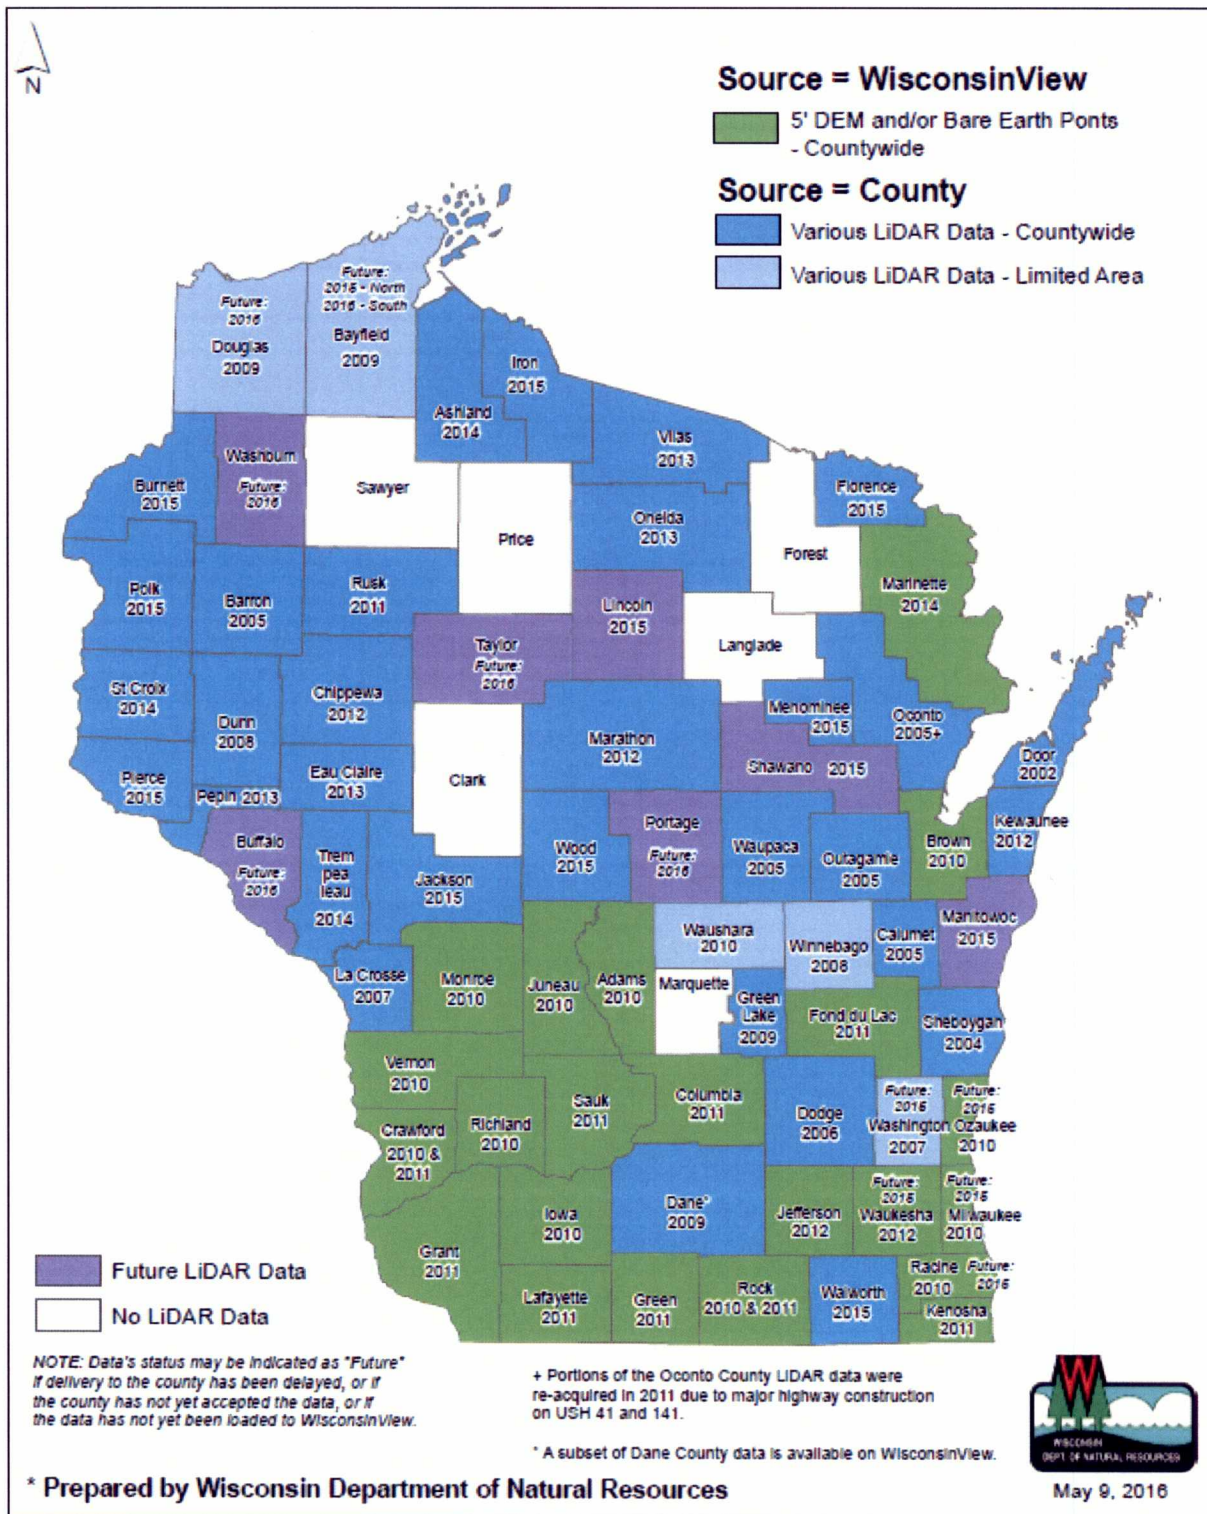 N
Source = WisconsinView
5' DEM and/or Bare Earth Ponts
- Countywide
Source = County
Various LiDAR Data - Countywide
Various LiDAR Data - Limited Area
Future:
2015 - North
2016 - South
Bayfield
2009
Future:
2016
Douglas
2009
Iron
2015
Ashland
2014
Vilas
2013
Washburn
Future:
2016
Sawyer
Burnett
2015
Florence
2015
Oneida
2013
Price
Forest
Polk
2015
Barron
2005
Rusk
2011
Marinette
2014
Lincoln
2015
Taylor
Future:
2016
Langlade
St Croix
2014
Dunn
2008
Chippewa
2012
Menominee
2015
Oconto
2005+
Marathon
2012
Shawano 2015
Door
2002
Pierce
2015
Eau Claire
2013
Clark
Pepin 2013
Buffalo
Future:
2016
Trem
pea
leau
2014
Jackson
2015
Wood
2015
Portage
Future:
2016
Waupaca
2005
Outagamie
2005
Brown
2010
Kewaunee
2012
Waushara
2010
Winnebago
2008
Calumet
2005
Manitowoc
2015
La Crosse
2007
Monroe
2010
Juneau
2010
Adams
2010
Marquette
Green
Lake
2009
Fond du Lac
2011
Sheboygan
2004
Vernon
2010
Richland
2010
Sauk
2011
Columbia
2011
Dodge
2006
Future:
2015
Washington
2007
Future:
2015
Ozaukee
2010
Crawford
2010 &
2011
Iowa
2010
Dane*
2009
Jefferson
2012
Future:
2015
Waukesha
2012
Future:
2015
Milwaukee
2010
Grant
2011
Lafayette
2011
Green
2011
Rock
2010 & 2011
Walworth
2015
Racine
2010
Future:
2015
Kenosha
2011
Future LiDAR Data
No LiDAR Data
NOTE: Data's status may be indicated as "Future"
if delivery to the county has been delayed, or if
the county has not yet accepted the data, or if
the data has not yet been loaded to WisconsinView.
+ Portions of the Oconto County LiDAR data were
re-acquired in 2011 due to major highway construction
on USH 41 and 141.
* A subset of Dane County data is available on WisconsinView.
W
WISCONSIN
DEPT. OF NATURAL RESOURCES
* Prepared by Wisconsin Department of Natural Resources
May 9, 2016